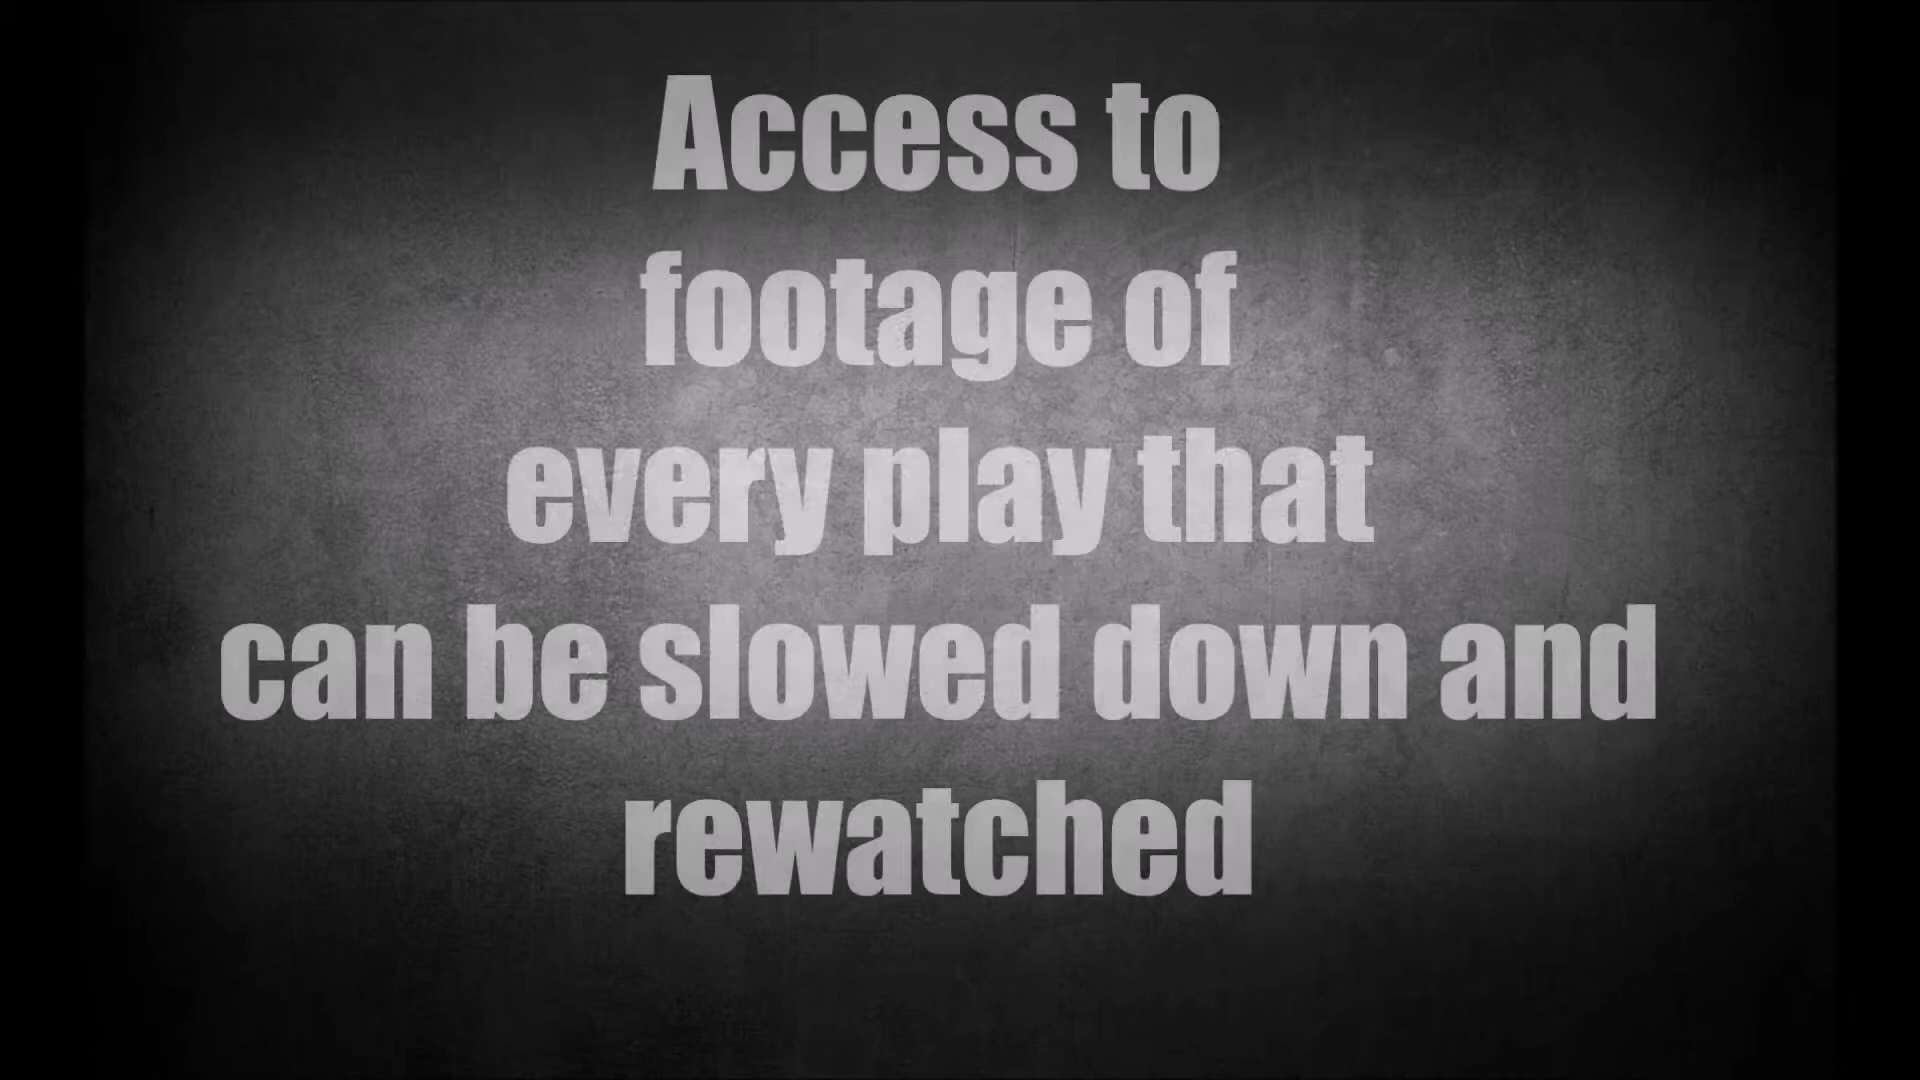 Access to
footage of
every play that
can be slowed down and
rewatched